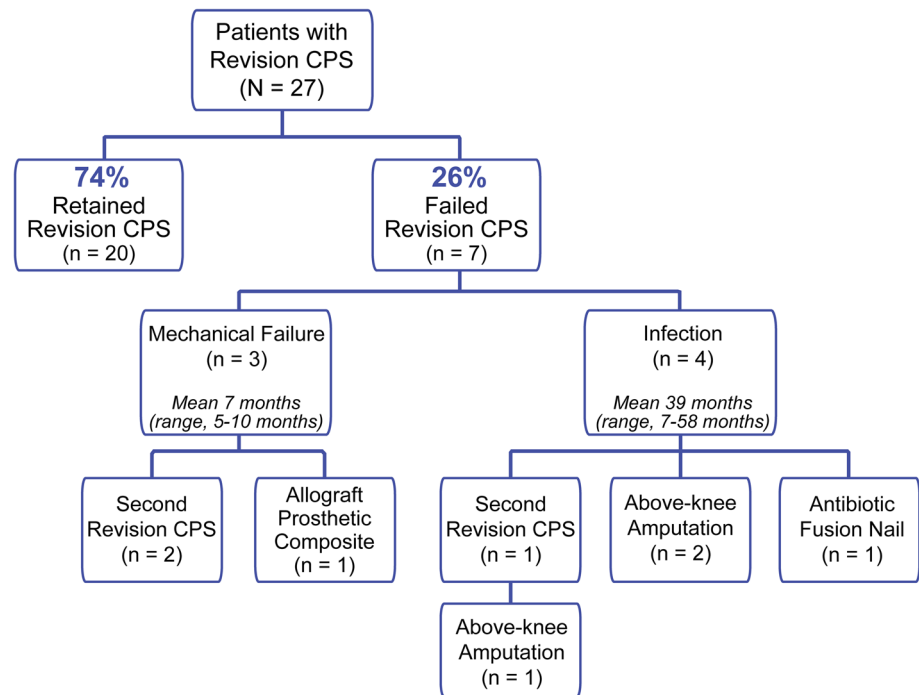 Patients with
Revision CPS
(N = 27)
74%
Retained
Revision CPS
(n = 20)
26%
Failed
Revision CPS
(n = 7)
Mechanical Failure
(n = 3)
Mean 7 months
(range, 5-10 months)
Infection
(n = 4)
Mean 39 months
(range, 7-58 months)
Second
Revision CPS
(n = 2)
Allograft
Prosthetic
Composite
(n = 1)
Second
Revision CPS
(n = 1)
Above-knee
Amputation
(n = 2)
Antibiotic
Fusion Nail
(n = 1)
Above-knee
Amputation
(n = 1)